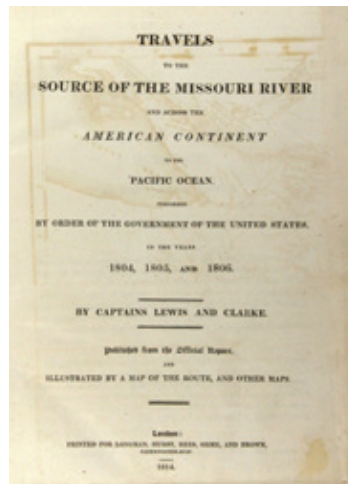 TRAVELS
TO THE
SOURCE OF THE MISSOURI RIVER
AND ACROSS THE
AMERICAN CONTINENT
TO THE
PACIFIC OCEAN.
PERFORMED
BY ORDER OF THE GOVERNMENT OF THE UNITED STATES,
IN THE YEARS
1804, 1805, AND 1806.
BY CAPTAINS LEWIS AND CLARKE.
Published from the Official Report,
AND
ILLUSTRATED BY A MAP OF THE ROUTE, AND OTHER MAPS.
London:
PRINTED FOR LONGMAN, HURST, REES, ORME, AND BROWN,
PATERNOSTER-ROW.
1814.